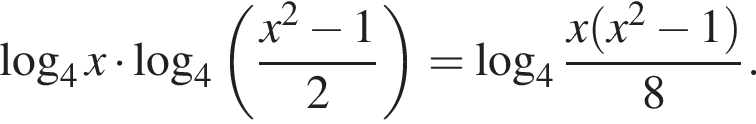 log₄ x · log₄ ((x² − 1)/2) = log₄ (x(x² − 1))/8.